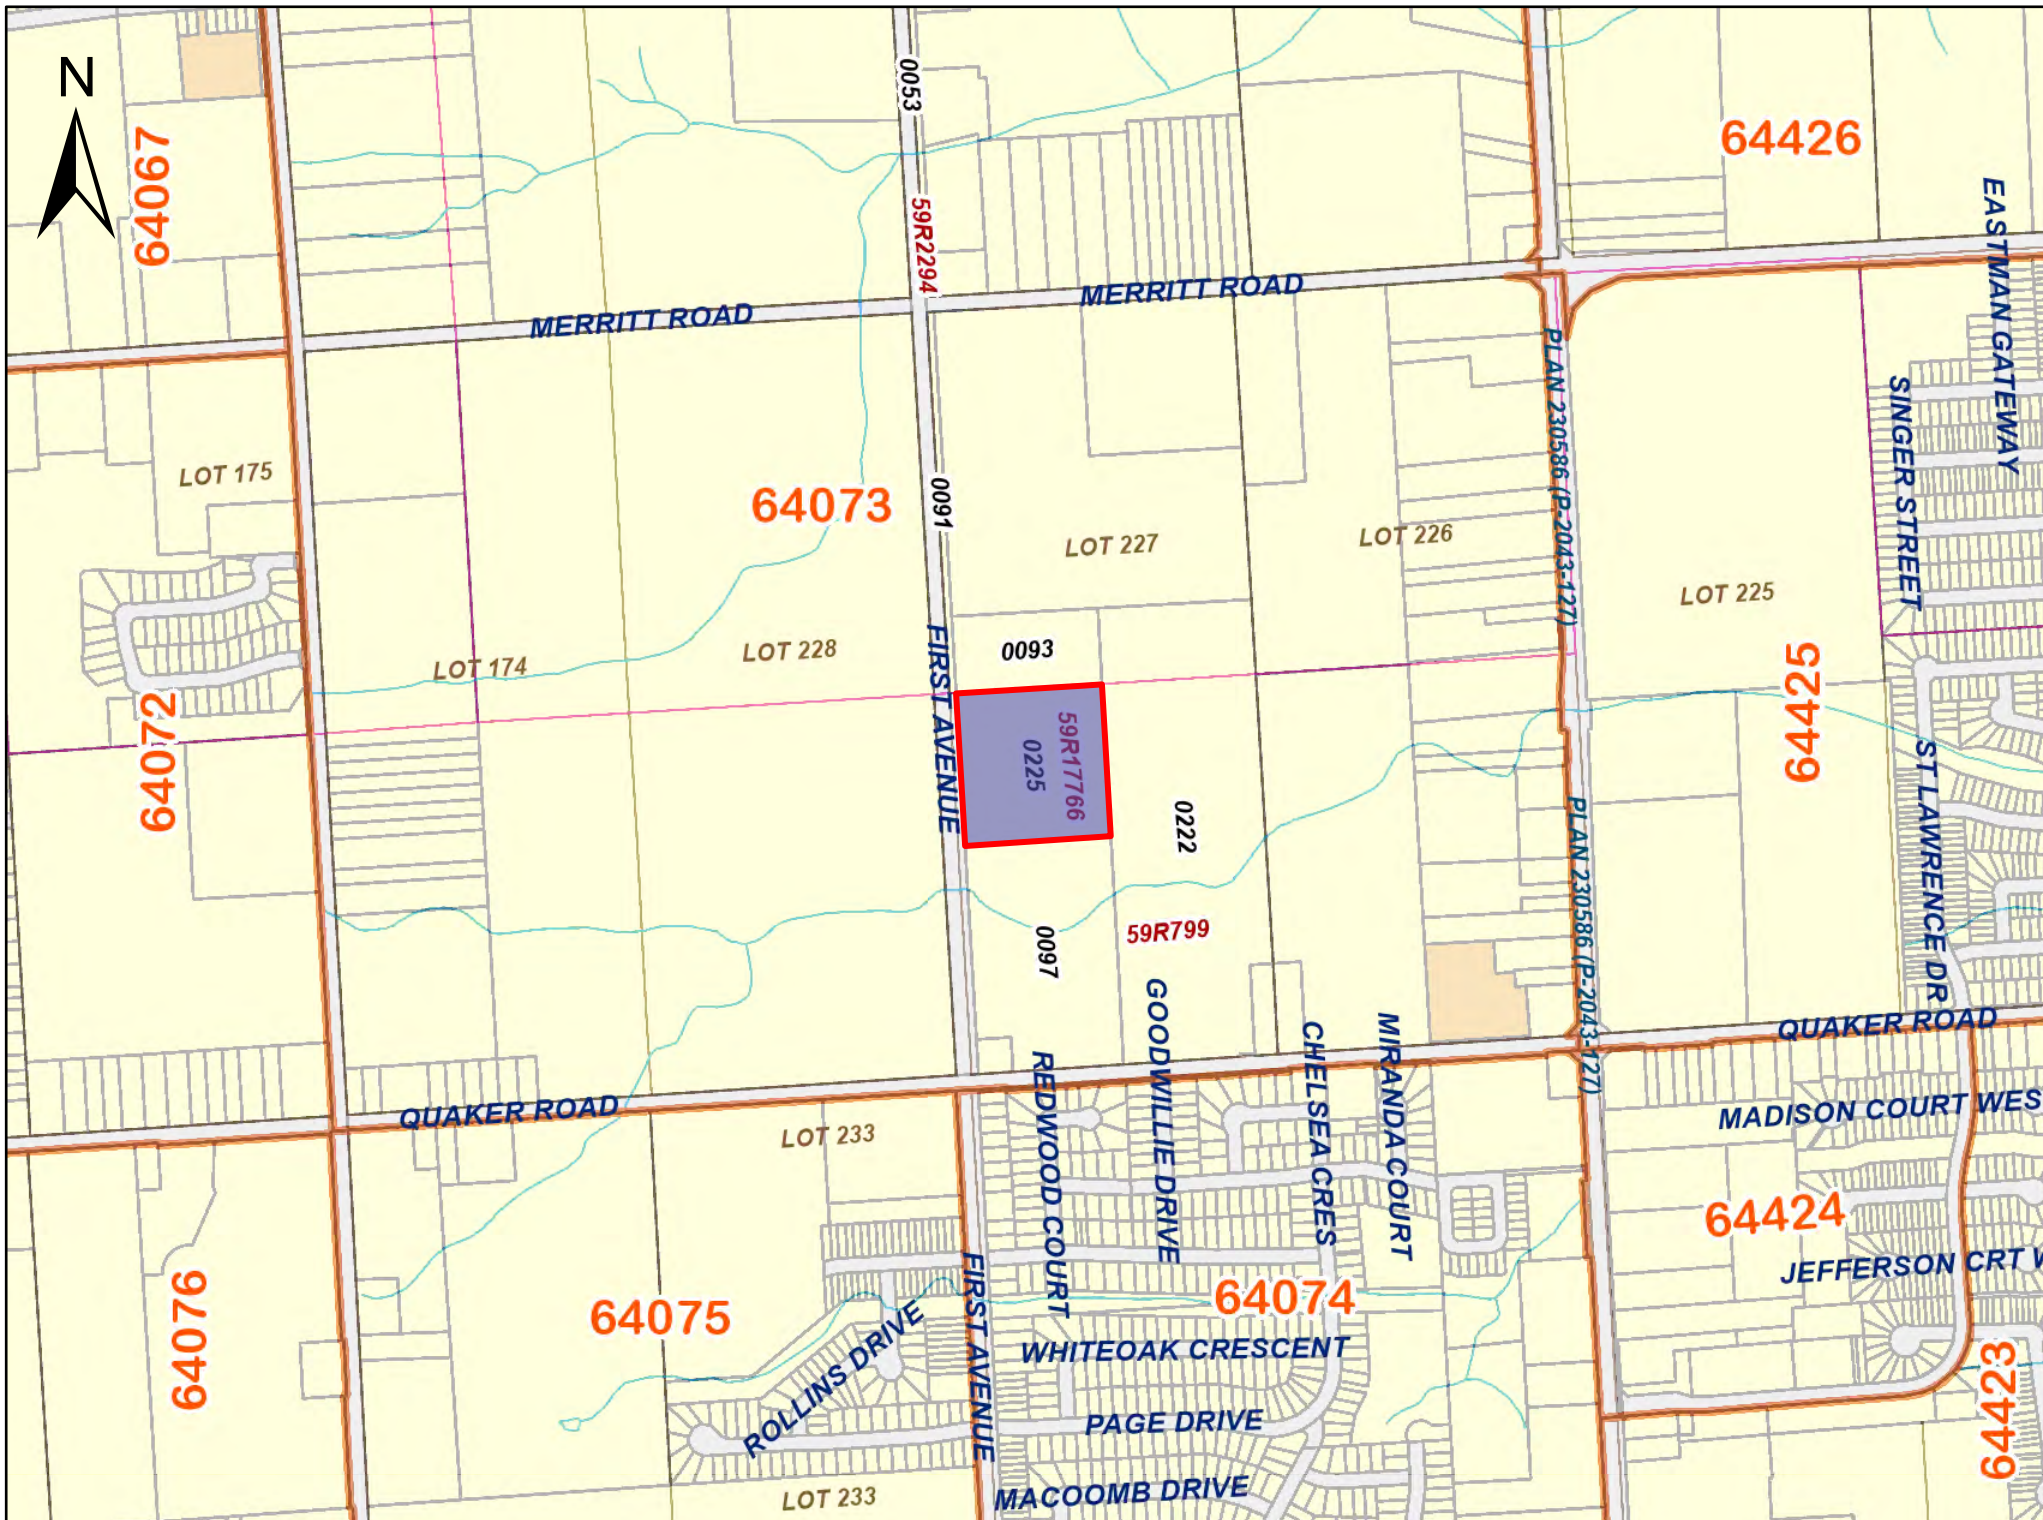 N
0053
64067
64426
EASTMAN GATEWAY
59R2294
MERRITT ROAD
MERRITT ROAD
PLAN 230586 (P-2043-127)
SINGER STREET
LOT 175
64073
0091
LOT 227
LOT 226
LOT 225
FIRST AVENUE
0093
LOT 228
LOT 174
64425
64072
59R17766
0225
ST LAWRENCE DR
0222
PLAN 230586 (P-2043-127)
59R799
0097
GOODWILLIE DRIVE
MIRANDA COURT
CHELSEA CRES
QUAKER ROAD
REDWOOD COURT
QUAKER ROAD
MADISON COURT WES
LOT 233
64424
JEFFERSON CRT W
64076
64075
FIRST AVENUE
64074
ROLLINS DRIVE
WHITEOAK CRESCENT
64423
PAGE DRIVE
LOT 233
MACOOMB DRIVE